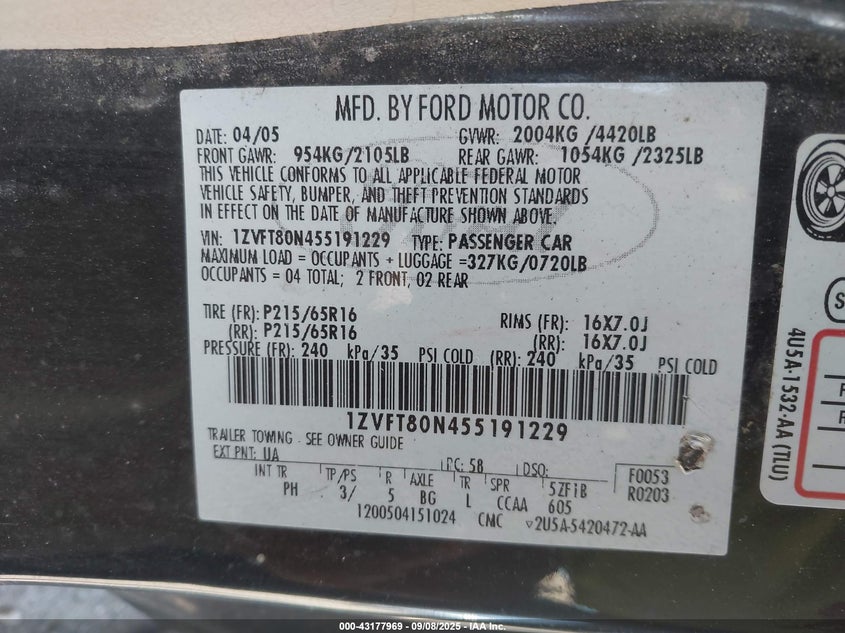 MFD. BY FORD MOTOR CO.
DATE: 04/05 GVWR: 2004KG /4420LB
FRONT GAWR: 954KG/2105LB REAR GAWR: 1054KG /2325LB
THIS VEHICLE CONFORMS TO ALL APPLICABLE FEDERAL MOTOR
VEHICLE SAFETY, BUMPER, AND THEFT PREVENTION STANDARDS
IN EFFECT ON THE DATE OF MANUFACTURE SHOWN ABOVE.
VIN: 1ZVFT80N455191229 TYPE: PASSENGER CAR
MAXIMUM LOAD = OCCUPANTS + LUGGAGE =327KG/0720LB
OCCUPANTS: 04 TOTAL; 2 FRONT, 02 REAR
TIRE (FR): P215/65R16 RIMS (FR): 16X7.0J
(RR): P215/65R16 (RR): 16X7.0J
PRESSURE (FR): 240 kPa/35 PSI COLD (RR): 240 kPa/35 PSI COLD
1ZVFT80N455191229
TRAILER TOWING - SEE OWNER GUIDE
EXT PNT: UA RC: 58 DSO: F0053
INT TR TP/PS R AXLE TR SPR 5ZFiB R0203
PH 3/ 5 BG L CCAA 605
1200504151024 CMC ▽2U5A-5420472-AA
4U5A-1532-AA (TLU)
000-43177969 - 09/08/2025 - IAA Inc.